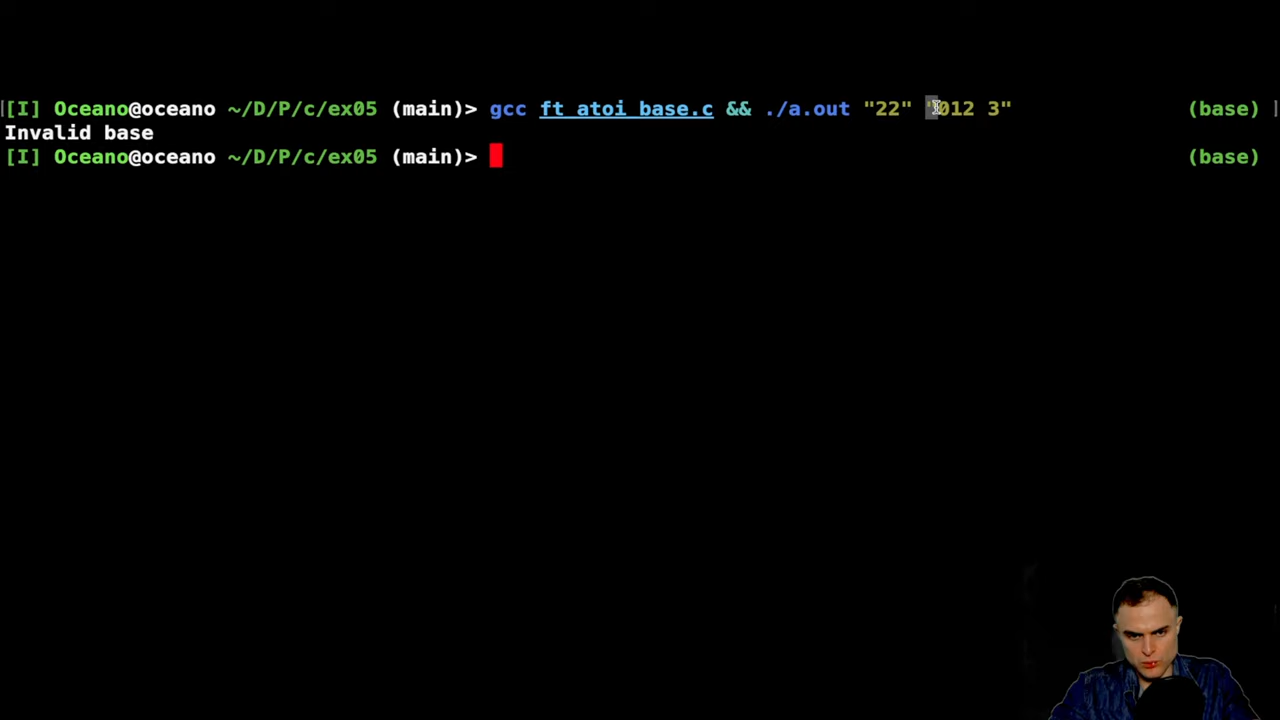 [I] Oceano@oceano ~/D/P/c/ex05 (main)> gcc ft_atoi_base.c && ./a.out "22" "012 3" (base)
Invalid base
[I] Oceano@oceano ~/D/P/c/ex05 (main)> (base)